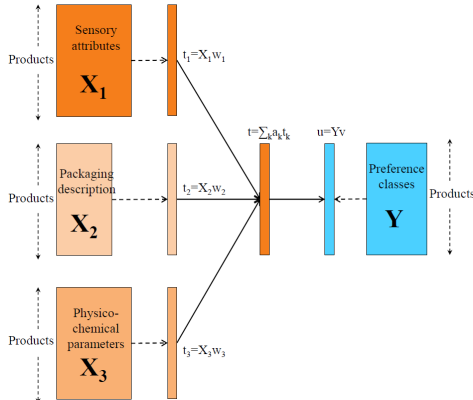 Sensory
attributes
X1
Products
t1=X1w1
t=∑kaktk
u=Yv
Packaging
description
X2
Products
t2=X2w2
Preference
classes
Y
Products
Physico-
chemical
parameters
X3
Products
t3=X3w3